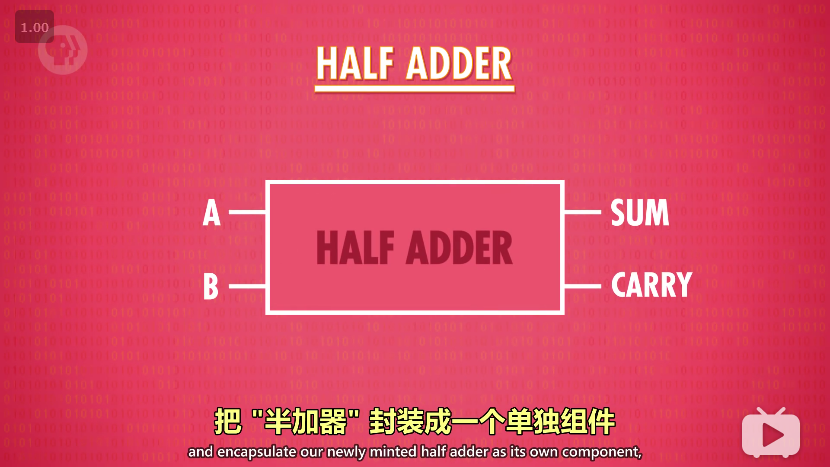 1.00
HALF ADDER
A
SUM
HALF ADDER
B
CARRY
把 "半加器" 封装成一个单独组件
and encapsulate our newly minted half adder as its own component,